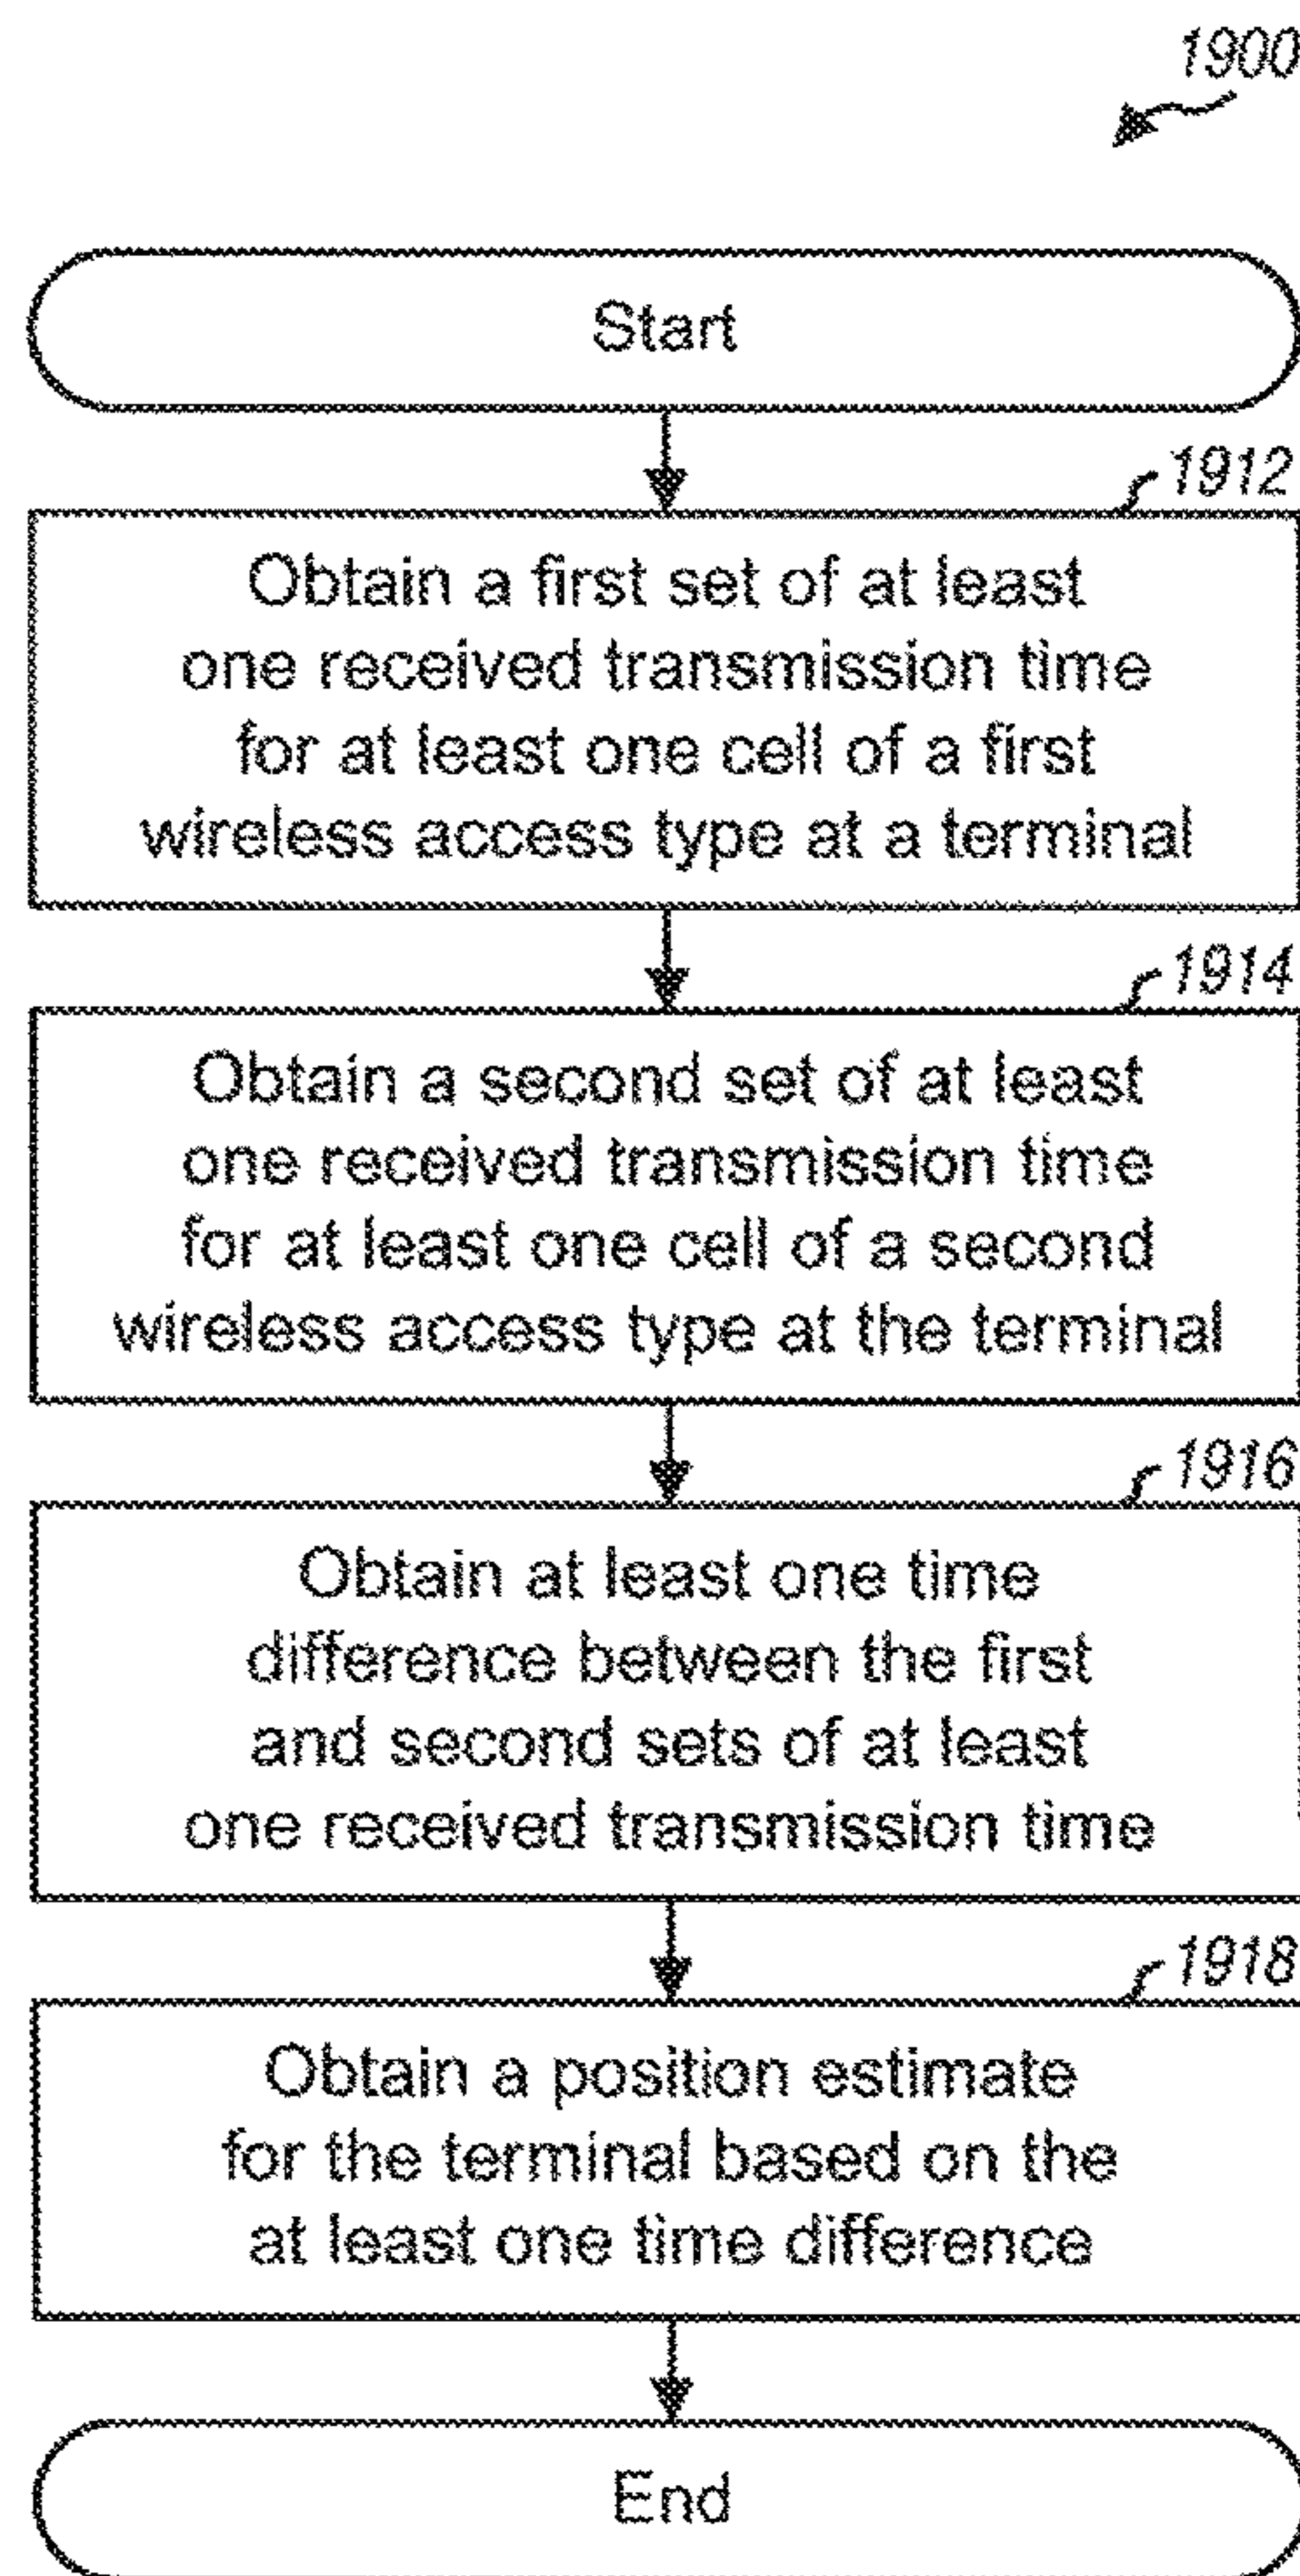 1900
Start
1912
Obtain a first set of at least
one received transmission time
for at least one cell of a first
wireless access type at a terminal
1914
Obtain a second set of at least
one received transmission time
for at least one cell of a second
wireless access type at the terminal
1916
Obtain at least one time
difference between the first
and second sets of at least
one received transmission time
1918
Obtain a position estimate
for the terminal based on the
at least one time difference
End